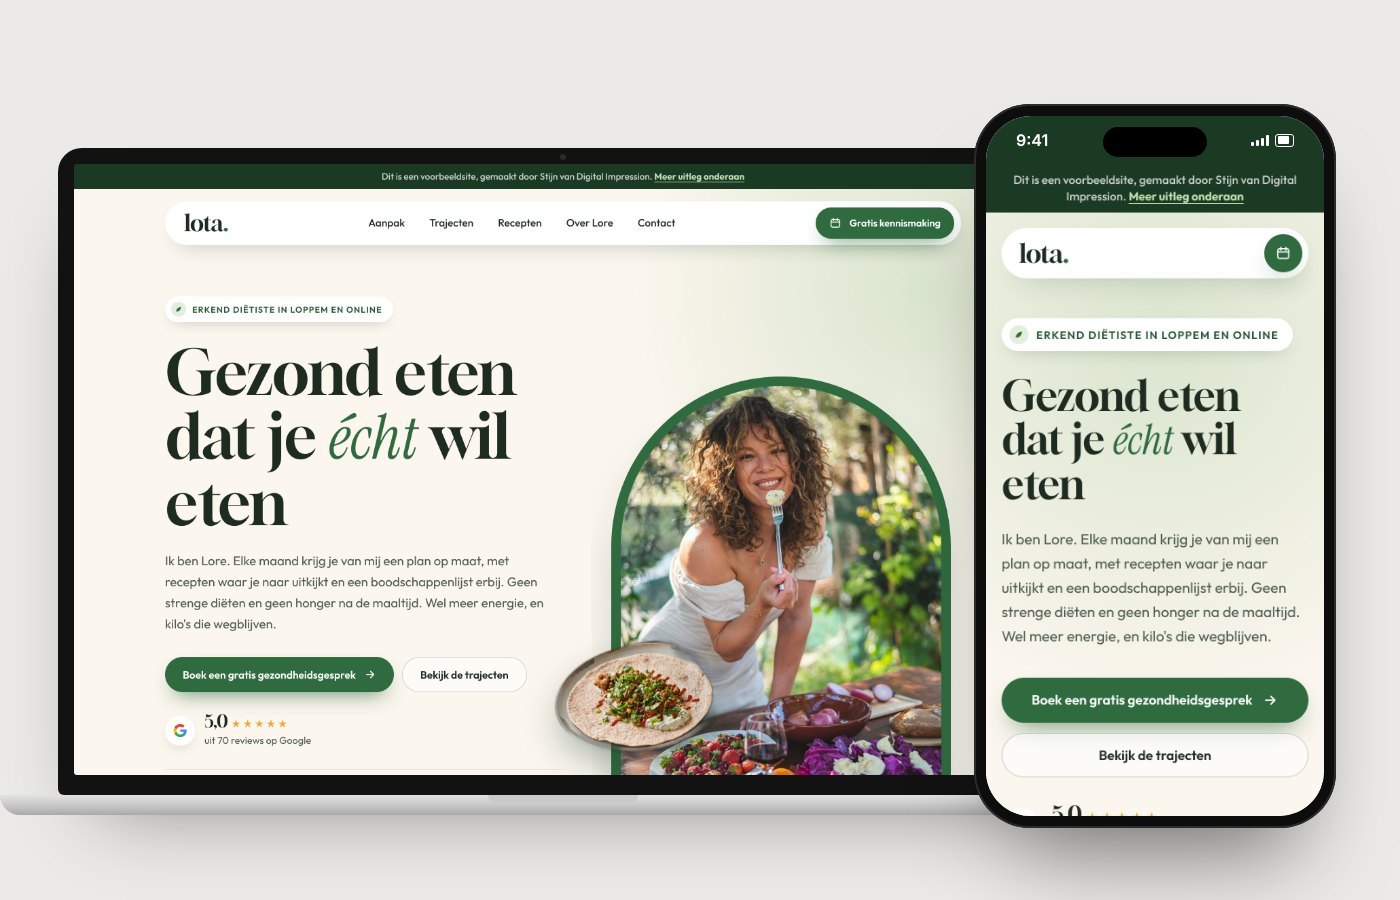 Dit is een voorbeeldsite, gemaakt door Stijn van Digital Impression. Meer uitleg onderaan
lota.
Aanpak
Trajecten
Recepten
Over Lore
Contact
Gratis kennismaking
ERKEND DIËTISTE IN LOPPEM EN ONLINE
Gezond eten
dat je écht wil
eten
Ik ben Lore. Elke maand krijg je van mij een plan op maat, met
recepten waar je naar uitkijkt en een boodschappenlijst erbij. Geen
strenge diëten en geen honger na de maaltijd. Wel meer energie, en
kilo's die wegblijven.
Boek een gratis gezondheidsgesprek →
Bekijk de trajecten
G
5,0 ★★★★★
uit 70 reviews op Google
9:41
Dit is een voorbeeldsite, gemaakt door Stijn van Digital
Impression. Meer uitleg onderaan
lota.
ERKEND DIËTISTE IN LOPPEM EN ONLINE
Gezond eten
dat je écht wil
eten
Ik ben Lore. Elke maand krijg je van mij een
plan op maat, met recepten waar je naar
uitkijkt en een boodschappenlijst erbij. Geen
strenge diëten en geen honger na de maaltijd.
Wel meer energie, en kilo's die wegblijven.
Boek een gratis gezondheidsgesprek →
Bekijk de trajecten
5,0